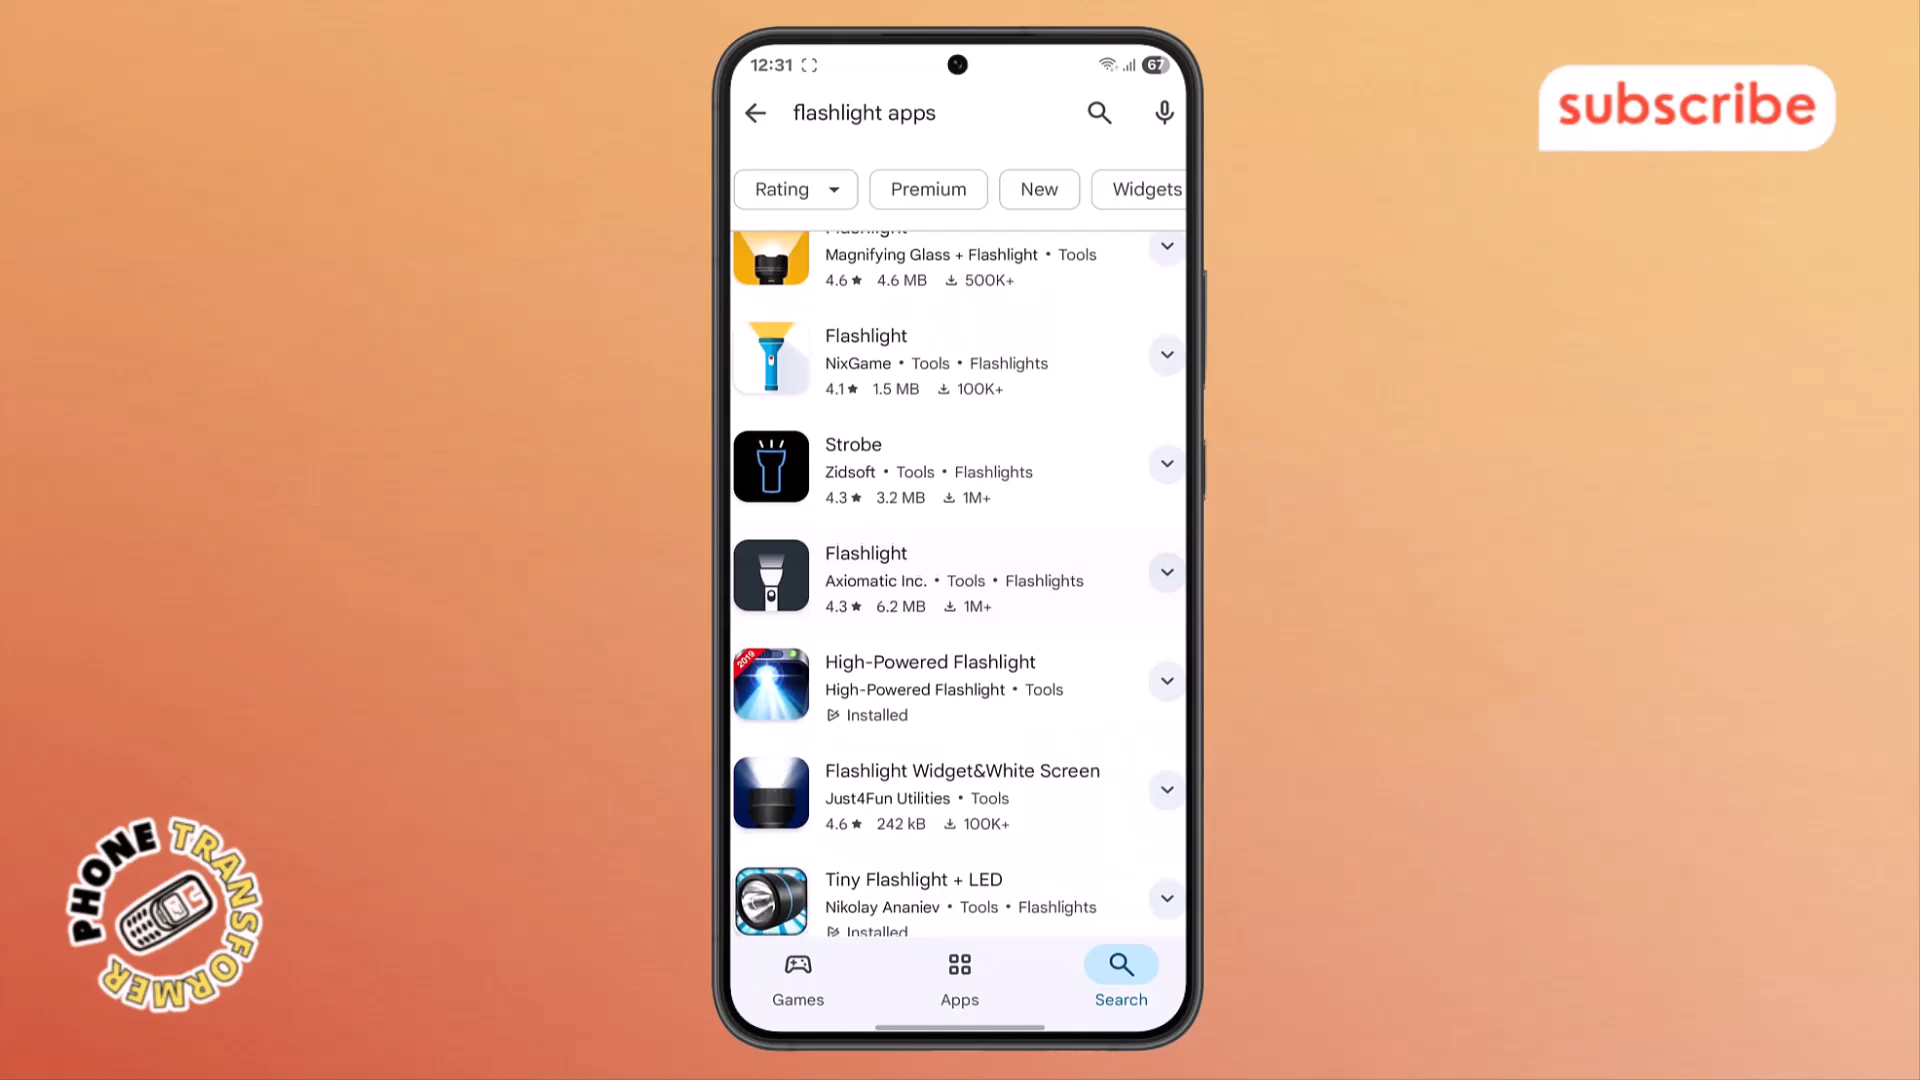 12:31
67
flashlight apps
Rating
Premium
New
Widgets
Flashlight
Magnifying Glass + Flashlight • Tools
4.6★ 4.6 MB 500K+
Flashlight
NixGame • Tools • Flashlights
4.1★ 1.5 MB 100K+
Strobe
Zidsoft • Tools • Flashlights
4.3★ 3.2 MB 1M+
Flashlight
Axiomatic Inc. • Tools • Flashlights
4.3★ 6.2 MB 1M+
2019
High-Powered Flashlight
High-Powered Flashlight • Tools
Installed
Flashlight Widget&White Screen
Just4Fun Utilities • Tools
4.6★ 242 kB 100K+
Tiny Flashlight + LED
Nikolay Ananiev • Tools • Flashlights
Installed
Games
Apps
Search
subscribe
PHONE TRANSFORMER